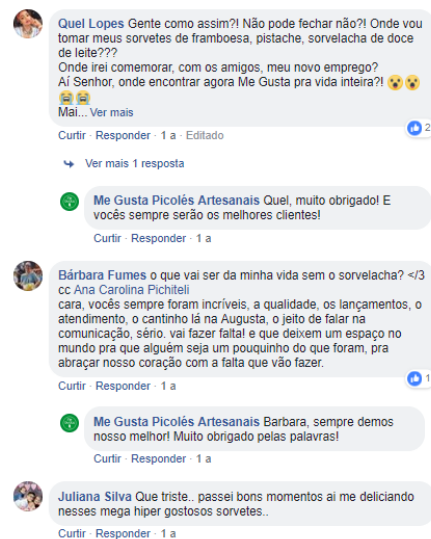 Quel Lopes Gente como assim?! Não pode fechar não?! Onde vou
tomar meus sorvetes de framboesa, pistache, sorvelacha de doce
de leite???
Onde irei comemorar, com os amigos, meu novo emprego?
Aí Senhor, onde encontrar agora Me Gusta pra vida inteira?! 😮😮
😭😭
Mai... Ver mais
2
Curtir · Responder · 1 a · Editado
Ver mais 1 resposta
Me Gusta Picolés Artesanais Quel, muito obrigado! E
vocês sempre serão os melhores clientes!
Curtir · Responder · 1 a
Bárbara Fumes o que vai ser da minha vida sem o sorvelacha? </3
cc Ana Carolina Pichiteli
cara, vocês sempre foram incríveis, a qualidade, os lançamentos, o
atendimento, o cantinho lá na Augusta, o jeito de falar na
comunicação, sério. vai fazer falta! e que deixem um espaço no
mundo pra que alguém seja um pouquinho do que foram, pra
abraçar nosso coração com a falta que vão fazer.
1
Curtir · Responder · 1 a
Me Gusta Picolés Artesanais Barbara, sempre demos
nosso melhor! Muito obrigado pelas palavras!
Curtir · Responder · 1 a
Juliana Silva Que triste.. passei bons momentos ai me deliciando
nesses mega hiper gostosos sorvetes..
Curtir · Responder · 1 a